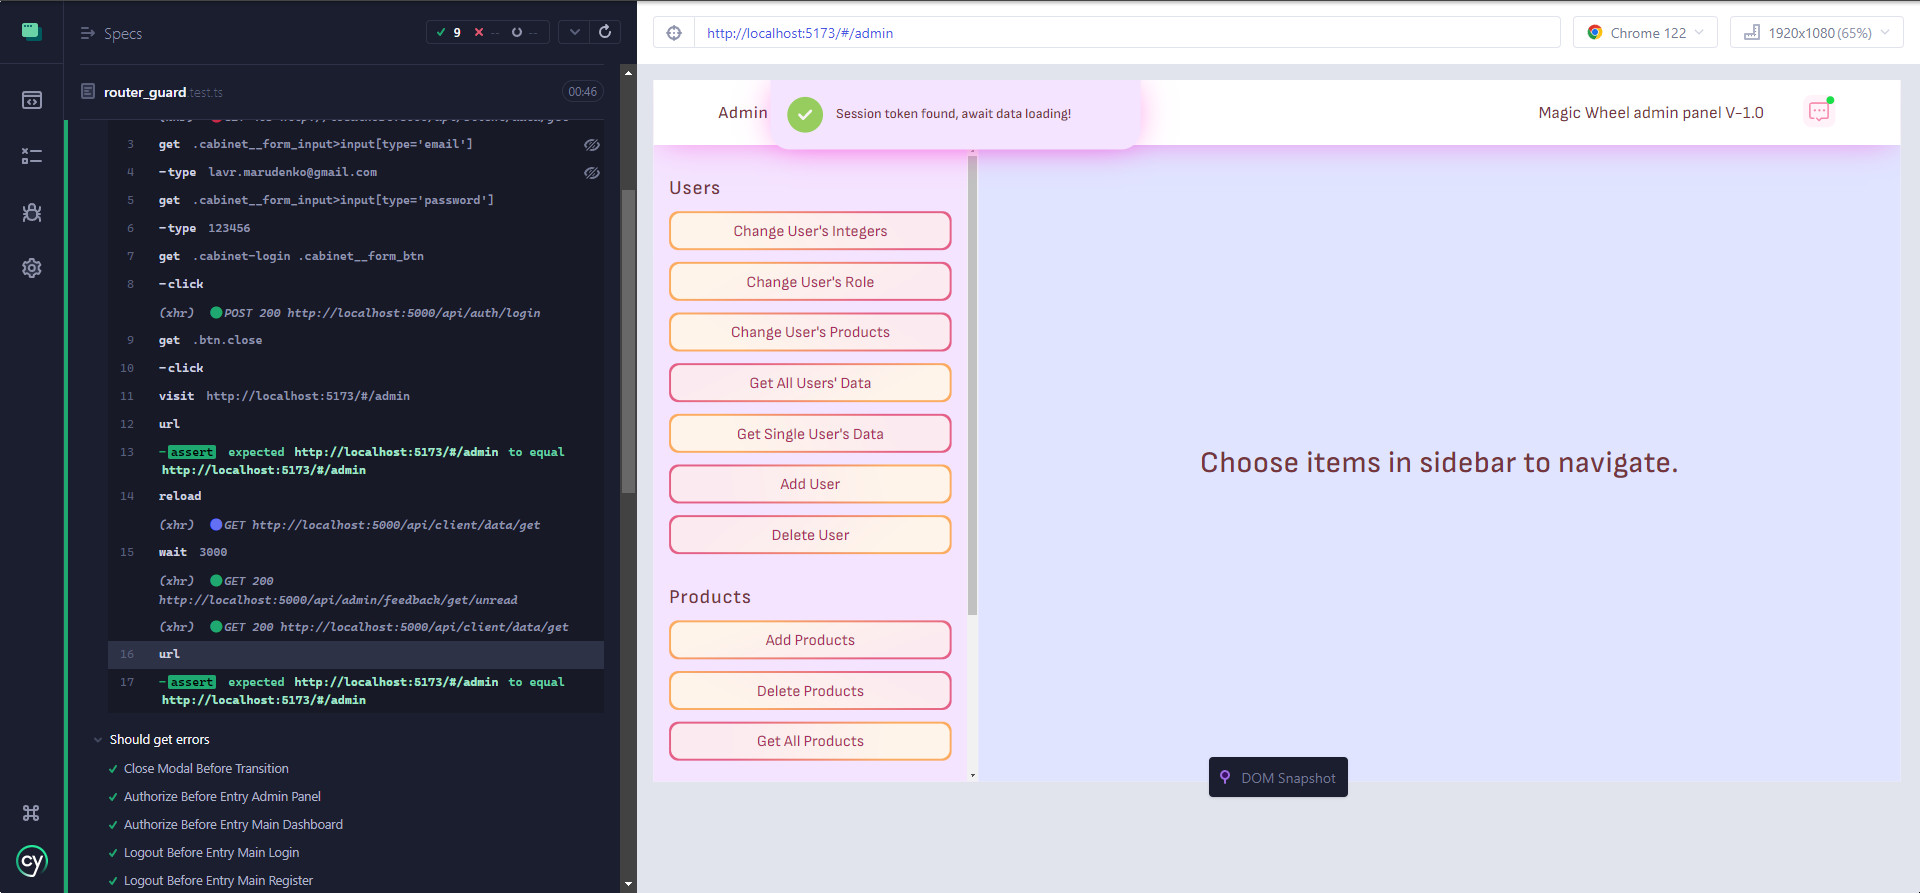 Specs
9 -- --
router_guard.test.ts
00:46
3 get .cabinet__form_input>input[type='email']
4 -type lavr.marudenko@gmail.com
5 get .cabinet__form_input>input[type='password']
6 -type 123456
7 get .cabinet-login .cabinet__form_btn
8 -click
(xhr) POST 200 http://localhost:5000/api/auth/login
9 get .btn.close
10 -click
11 visit http://localhost:5173/#/admin
12 url
13 -assert expected http://localhost:5173/#/admin to equal
http://localhost:5173/#/admin
14 reload
(xhr) GET http://localhost:5000/api/client/data/get
15 wait 3000
(xhr) GET 200
http://localhost:5000/api/admin/feedback/get/unread
(xhr) GET 200 http://localhost:5000/api/client/data/get
16 url
17 -assert expected http://localhost:5173/#/admin to equal
http://localhost:5173/#/admin
Should get errors
Close Modal Before Transition
Authorize Before Entry Admin Panel
Authorize Before Entry Main Dashboard
Logout Before Entry Main Login
Logout Before Entry Main Register
cy
http://localhost:5173/#/admin
Chrome 122
1920x1080 (65%)
Admin
Session token found, await data loading!
Magic Wheel admin panel V-1.0
Users
Change User's Integers
Change User's Role
Change User's Products
Get All Users' Data
Get Single User's Data
Add User
Delete User
Products
Add Products
Delete Products
Get All Products
Choose items in sidebar to navigate.
DOM Snapshot